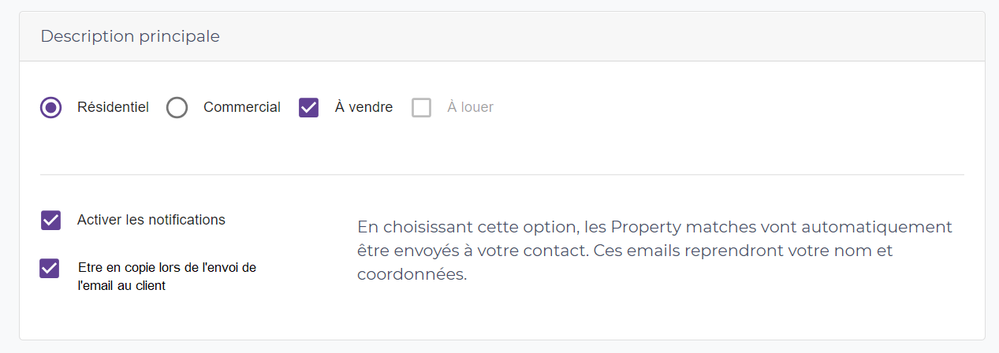 Description principale
Résidentiel Commercial À vendre À louer
Activer les notifications
Etre en copie lors de l'envoi de
l'email au client
En choisissant cette option, les Property matches vont automatiquement
être envoyés à votre contact. Ces emails reprendront votre nom et
coordonnées.